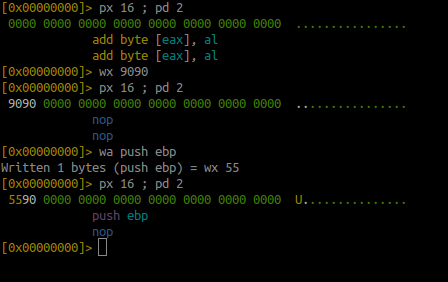 [0x00000000]> px 16 ; pd 2
0000 0000 0000 0000 0000 0000 0000 0000 ................
add byte [eax], al
add byte [eax], al
[0x00000000]> wx 9090
[0x00000000]> px 16 ; pd 2
9090 0000 0000 0000 0000 0000 0000 0000 ................
nop
nop
[0x00000000]> wa push ebp
Written 1 bytes (push ebp) = wx 55
[0x00000000]> px 16 ; pd 2
5590 0000 0000 0000 0000 0000 0000 0000 U...............
push ebp
nop
[0x00000000]>